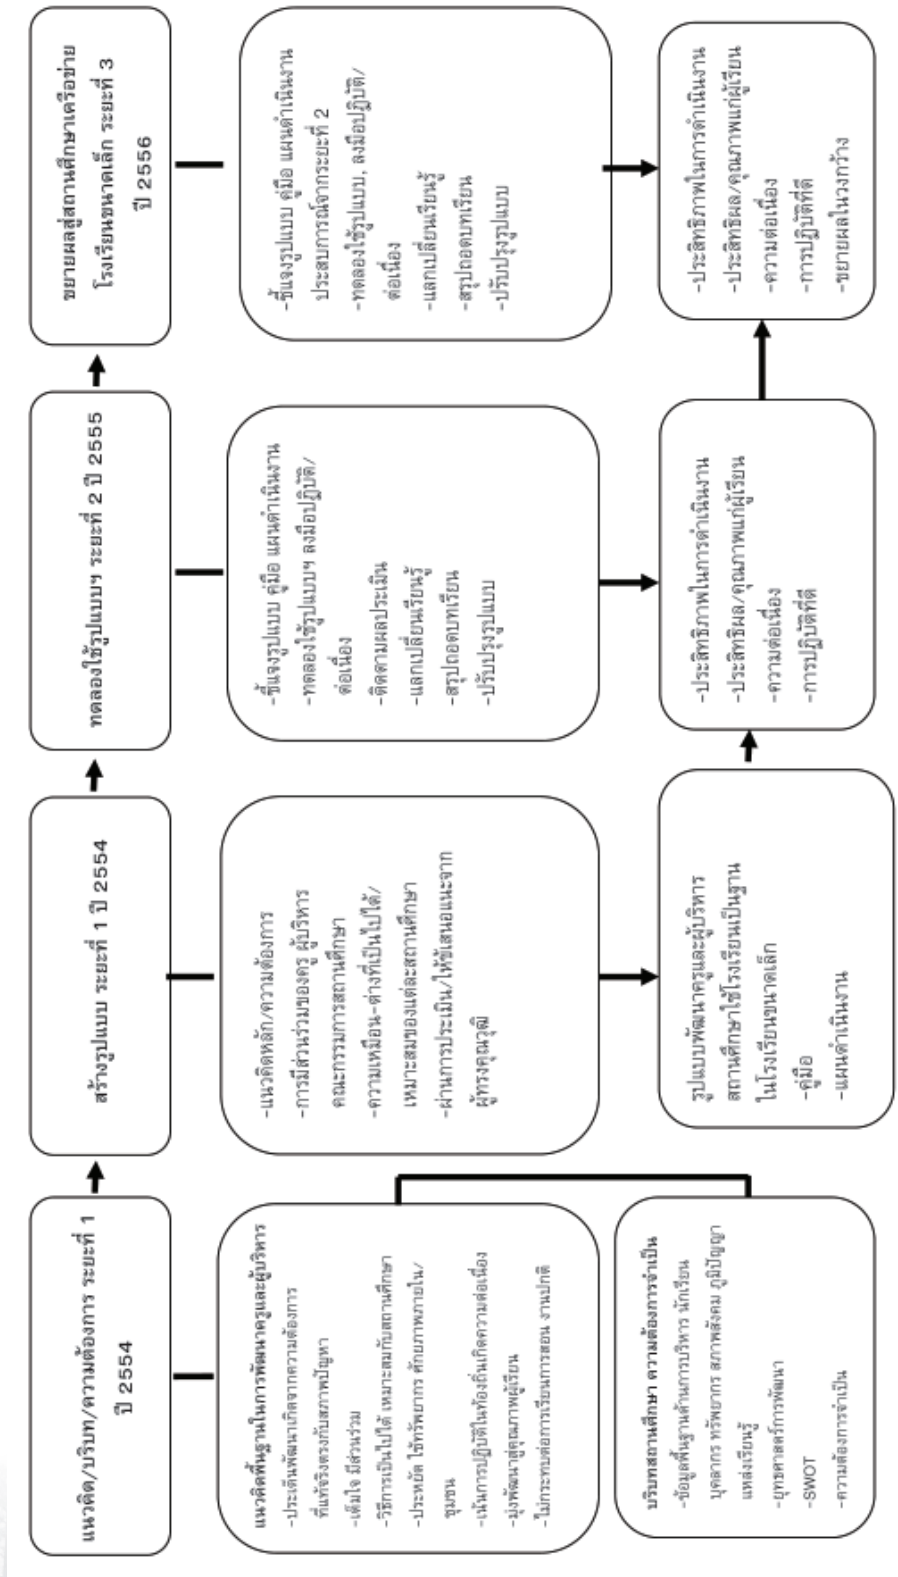 แนวคิด/บริบท/ความต้องการ ระยะที่ 1
ปี 2554
สร้างรูปแบบ ระยะที่ 1 ปี 2554
ทดลองใช้รูปแบบฯ ระยะที่ 2 ปี 2555
ขยายผลสู่สถานศึกษาเครือข่าย
โรงเรียนขนาดเล็ก ระยะที่ 3
ปี 2556
แนวคิดพื้นฐานในการพัฒนาครูและผู้บริหาร
-ประเด็นพัฒนาเกิดจากความต้องการ
ที่แท้จริงตรงกับสภาพปัญหา
-เต็มใจ มีส่วนร่วม
-วิธีการเป็นไปได้ เหมาะสมกับสถานศึกษา
-ประหยัด ใช้ทรัพยากร ศักยภาพภายใน/
ชุมชน
-เน้นการปฏิบัติในท้องถิ่นเกิดความต่อเนื่อง
-มุ่งพัฒนาสู่คุณภาพผู้เรียน
-ไม่กระทบต่อการเรียนการสอน งานปกติ
-แนวคิดหลัก/ความต้องการ
-การมีส่วนร่วมของครู ผู้บริหาร
คณะกรรมการสถานศึกษา
-ความเหมือน-ต่างที่เป็นไปได้/
เหมาะสมของแต่ละสถานศึกษา
-ผ่านการประเมิน/ให้ข้เสนอแนะจาก
ผู้ทรงคุณวุฒิ
-ชี้แจงรูปแบบ คู่มือ แผนดำเนินงาน
-ทดลองใช้รูปแบบฯ ลงมือปฏิบัติ/
ต่อเนื่อง
-ติดตามผลประเมิน
-แลกเปลี่ยนเรียนรู้
-สรุปถอดบทเรียน
-ปรับปรุงรูปแบบ
-ชี้แจงรูปแบบ คู่มือ แผนดำเนินงาน
ประสบการณ์จากระยะที่ 2
-ทดลองใช้รูปแบบ, ลงมือปฏิบัติ/
ต่อเนื่อง
-แลกเปลี่ยนเรียนรู้
-สรุปถอดบทเรียน
-ปรับปรุงรูปแบบ
บริบทสถานศึกษา ความต้องการจำเป็น
-ข้อมูลพื้นฐานด้านการบริหาร นักเรียน
บุคลากร ทรัพยากร สภาพสังคม ภูมิปัญญา
แหล่งเรียนรู้
-ยุทธศาสตร์การพัฒนา
-SWOT
-ความต้องการจำเป็น
รูปแบบพัฒนาครูและผู้บริหาร
สถานศึกษาใช้โรงเรียนเป็นฐาน
ในโรงเรียนขนาดเล็ก
-คู่มือ
-แผนดำเนินงาน
-ประสิทธิภาพในการดำเนินงาน
-ประสิทธิผล/คุณภาพแก่ผู้เรียน
-ความต่อเนื่อง
-การปฏิบัติที่ดี
-ประสิทธิภาพในการดำเนินงาน
-ประสิทธิผล/คุณภาพแก่ผู้เรียน
-ความต่อเนื่อง
-การปฏิบัติที่ดี
-ขยายผลในวงกว้าง